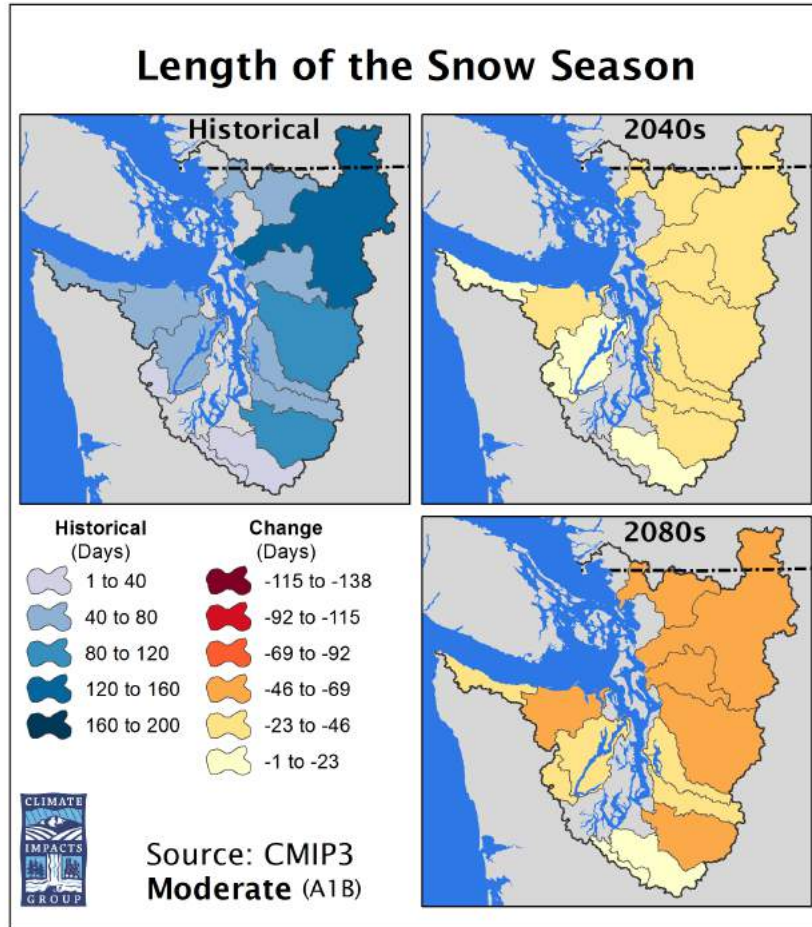 Length of the Snow Season
Historical
2040s
2080s
Historical
(Days)
1 to 40
40 to 80
80 to 120
120 to 160
160 to 200
Change
(Days)
-115 to -138
-92 to -115
-69 to -92
-46 to -69
-23 to -46
-1 to -23
CLIMATE
IMPACTS
GROUP
Source: CMIP3
Moderate (A1B)